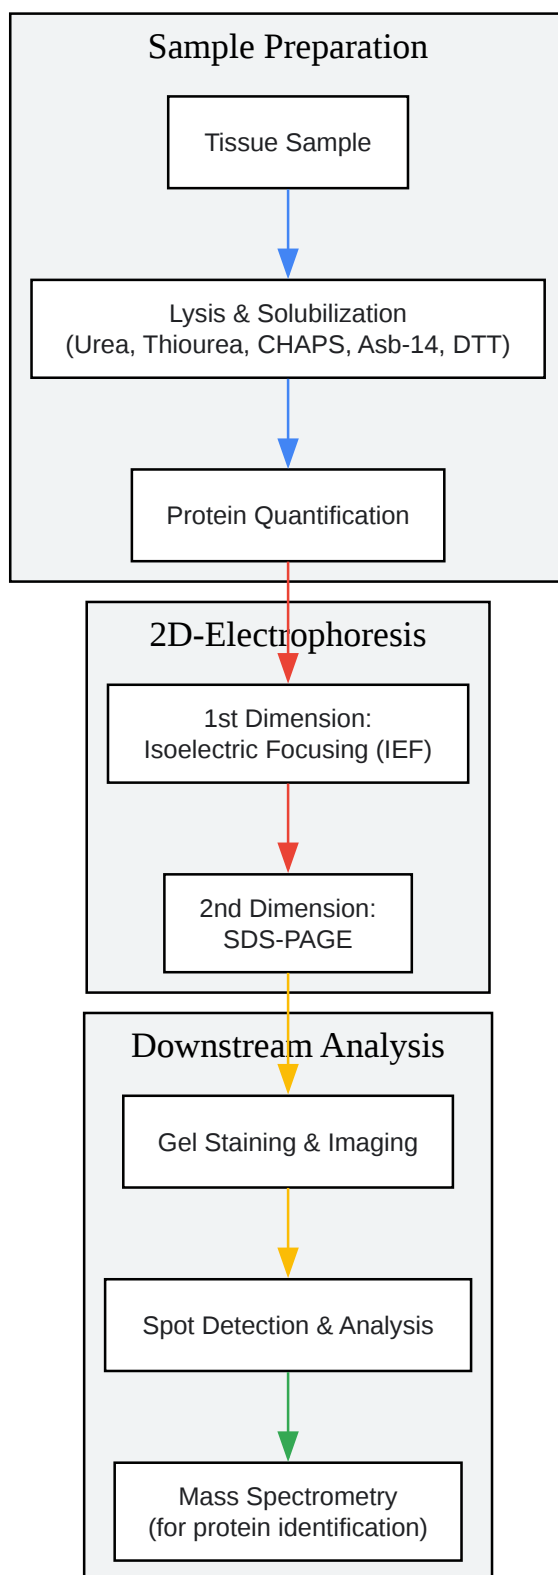 Sample Preparation
Tissue Sample
Lysis & Solubilization
(Urea, Thiourea, CHAPS, Asb-14, DTT)
Protein Quantification
2D-Electrophoresis
1st Dimension:
Isoelectric Focusing (IEF)
2nd Dimension:
SDS-PAGE
Downstream Analysis
Gel Staining & Imaging
Spot Detection & Analysis
Mass Spectrometry
(for protein identification)